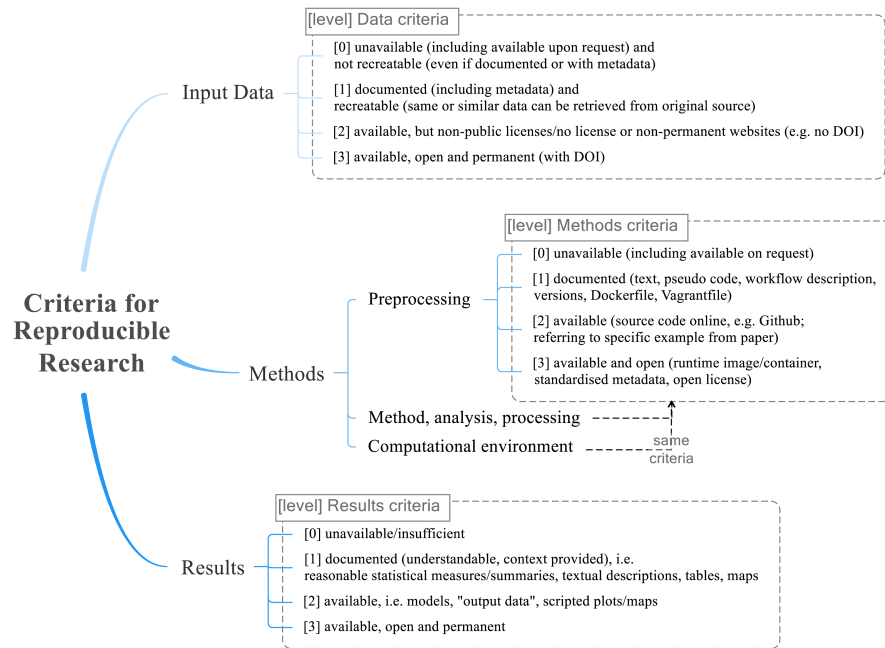 [level] Data criteria
[0] unavailable (including available upon request) and
not recreatable (even if documented or with metadata)
Input Data
[1] documented (including metadata) and
recreatable (same or similar data can be retrieved from original source)
[2] available, but non-public licenses/no license or non-permanent websites (e.g. no DOI)
[3] available, open and permanent (with DOI)
Criteria for
Reproducible
Research
Methods
[level] Methods criteria
Preprocessing
[0] unavailable (including available on request)
[1] documented (text, pseudo code, workflow description,
versions, Dockerfile, Vagrantfile)
[2] available (source code online, e.g. Github;
referring to specific example from paper)
[3] available and open (runtime image/container,
standardised metadata, open license)
Method, analysis, processing
Computational environment
same
criteria
[level] Results criteria
Results
[0] unavailable/insufficient
[1] documented (understandable, context provided), i.e.
reasonable statistical measures/summaries, textual descriptions, tables, maps
[2] available, i.e. models, "output data", scripted plots/maps
[3] available, open and permanent